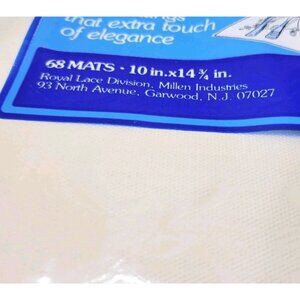 that extra touch
of elegance
68 MATS · 10 in. x 14 ¾ in.
Royal Lace Division, Millen Industries
93 North Avenue, Garwood, N.J. 07027